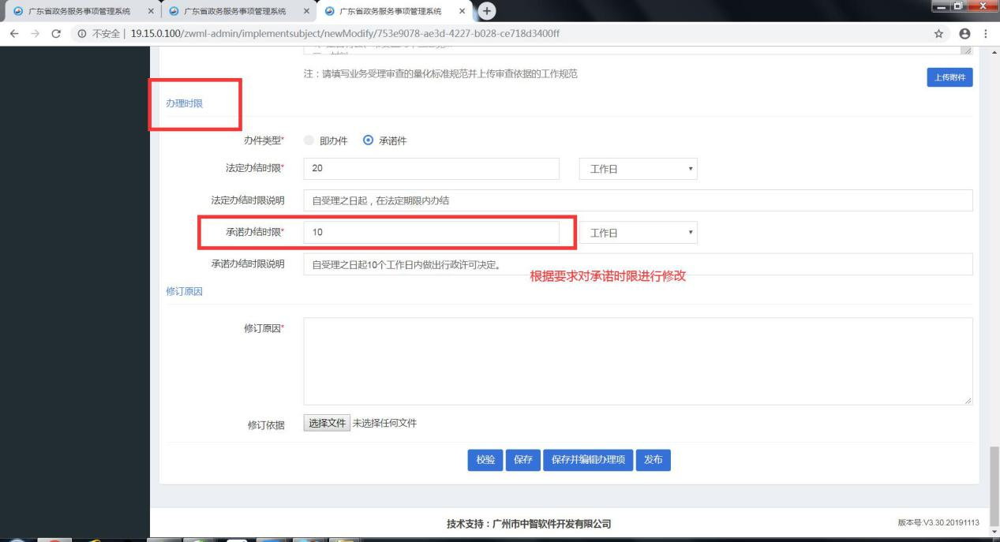 广东省政务服务事项管理系统
广东省政务服务事项管理系统
广东省政务服务事项管理系统
不安全 | 19.15.0.100/zwml-admin/implementsubject/newModify/753e9078-ae3d-4227-b028-ce718d3400ff
注：请填写业务受理审查的量化标准规范并上传审查依据的工作规范
上传附件
办理时限
办件类型* 即办件 承诺件
法定办结时限* 20 工作日
法定办结时限说明 自受理之日起，在法定期限内办结
承诺办结时限* 10 工作日
承诺办结时限说明 自受理之日起10个工作日内做出行政许可决定。
根据要求对承诺时限进行修改
修订原因
修订原因*
修订依据 选择文件 未选择任何文件
校验 保存 保存并编辑办理项 发布
技术支持：广州市中智软件开发有限公司
版本号:V3.30.20191113